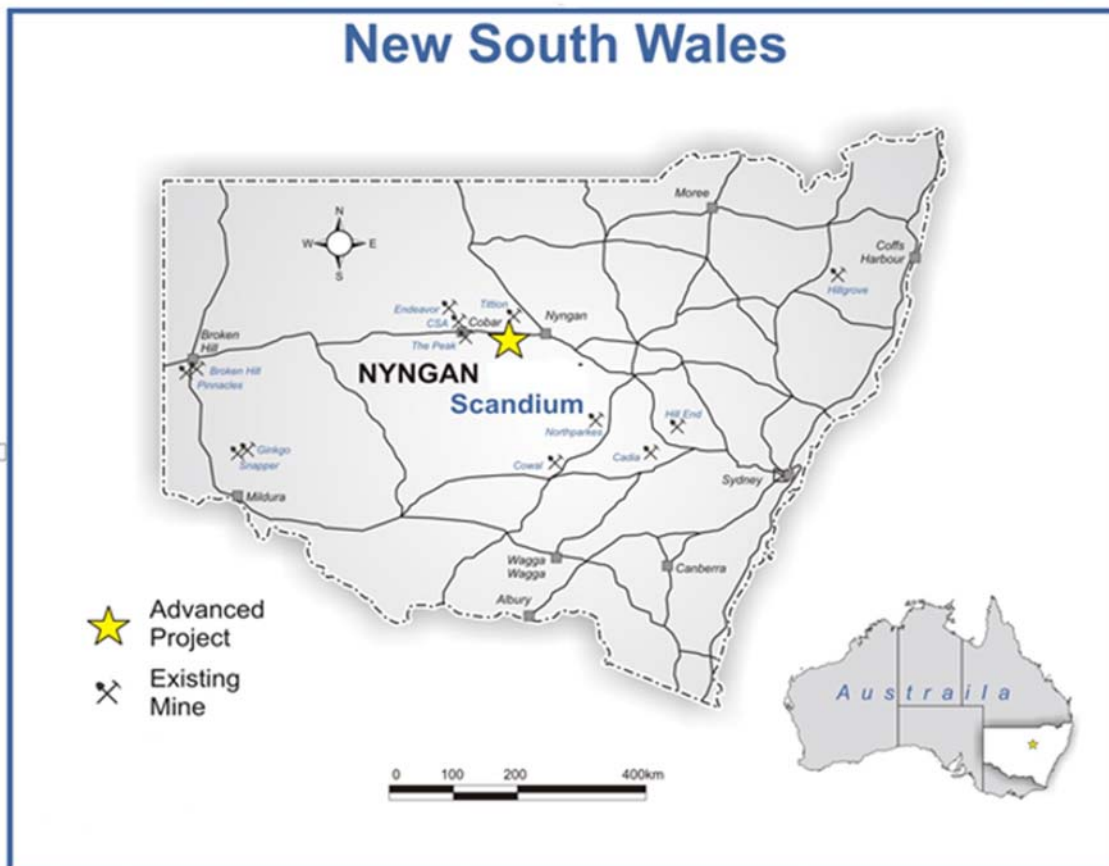 New South Wales
N
W
E
S
Moree
Coffs
Harbour
Hillgrove
Endeavor
Tittion
CSA
Cobar
Nyngan
The Peak
Broken
Hill
Broken Hill
Pinnacles
NYNGAN
Scandium
Northparkes
Hill End
Cadia
Cowal
Ginkgo
Snapper
Mildura
Sydney
Wagga
Wagga
Canberra
Albury
Advanced
Project
Existing
Mine
Austraila
0 100 200 400km